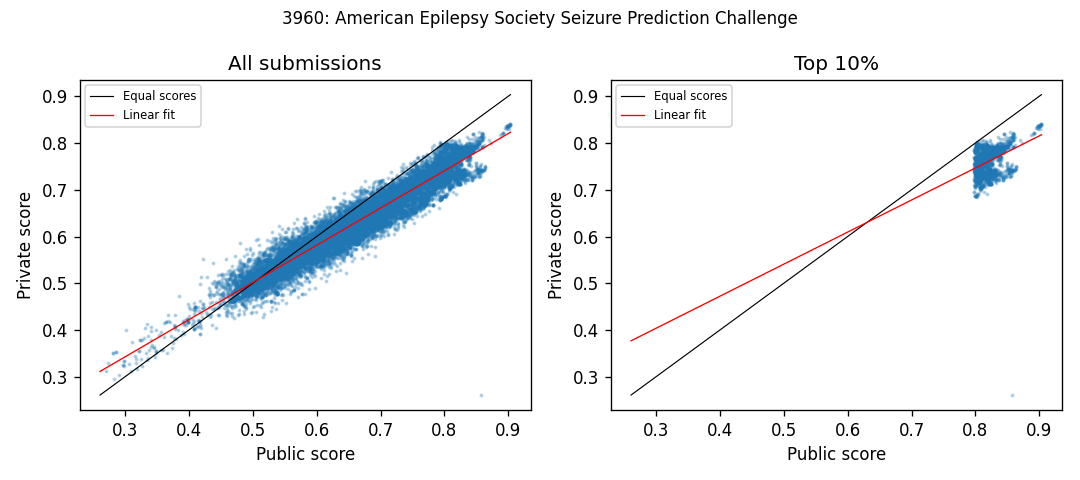 3960: American Epilepsy Society Seizure Prediction Challenge
All submissions
Equal scores
Linear fit
0.9
0.8
0.7
0.6
0.5
0.4
0.3
Private score
0.3 0.4 0.5 0.6 0.7 0.8 0.9
Public score
Top 10%
Equal scores
Linear fit
0.9
0.8
0.7
0.6
0.5
0.4
0.3
Private score
0.3 0.4 0.5 0.6 0.7 0.8 0.9
Public score